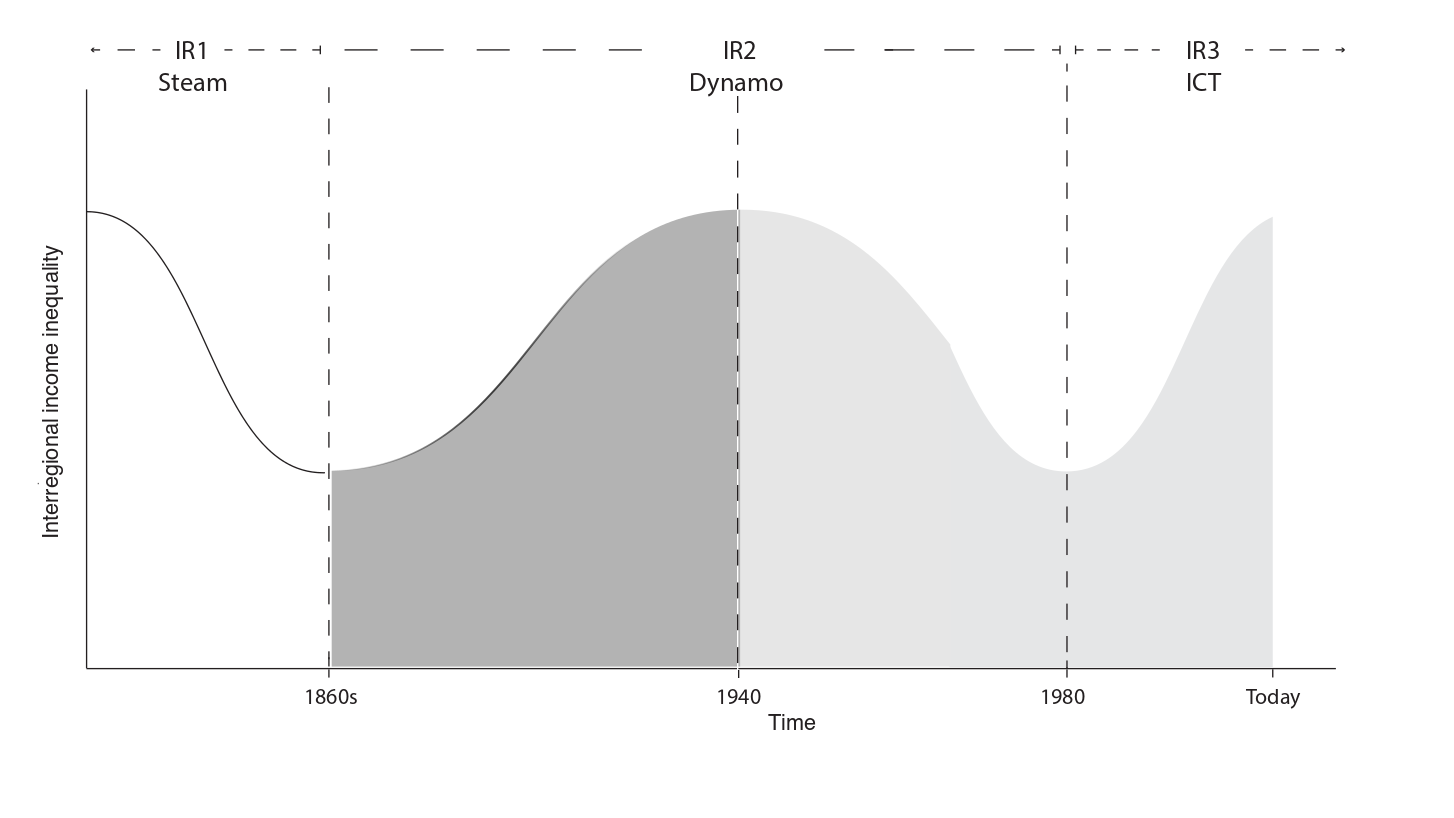 IR1
Steam
IR2
Dynamo
IR3
ICT
Interregional income inequality
1860s
1940
1980
Today
Time